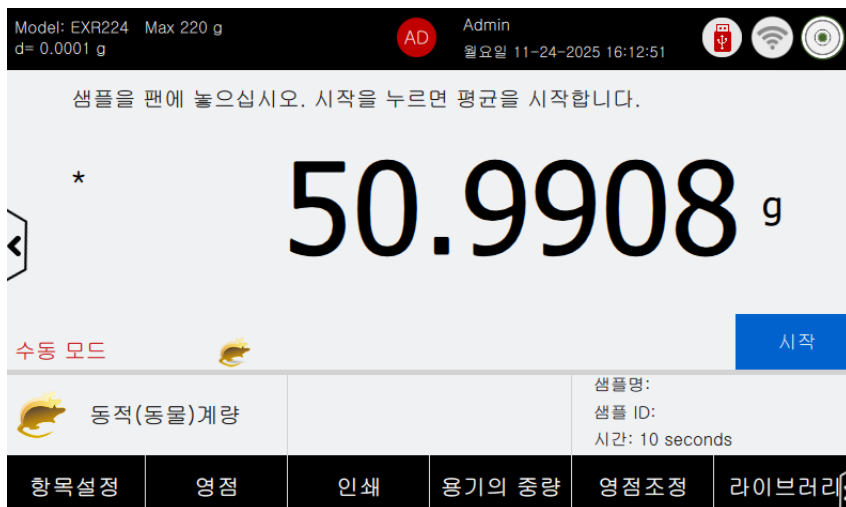 Model: EXR224 Max 220 g
d= 0.0001 g
AD
Admin
월요일 11-24-2025 16:12:51
샘플을 팬에 놓으십시오. 시작을 누르면 평균을 시작합니다.
*
50.9908 g
수동 모드
시작
동적(동물)계량
샘플명:
샘플 ID:
시간: 10 seconds
항목설정 영점 인쇄 용기의 중량 영점조정 라이브러리